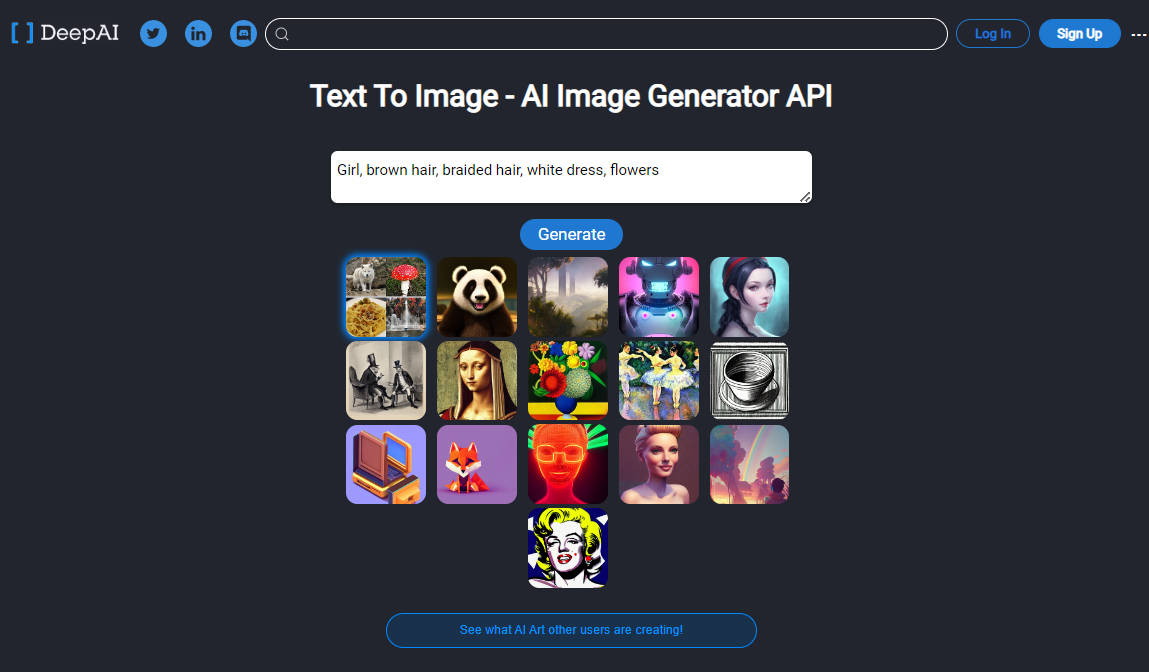 [ ] DeepAI
Log In
Sign Up
Text To Image - AI Image Generator API
Girl, brown hair, braided hair, white dress, flowers
Generate
See what AI Art other users are creating!